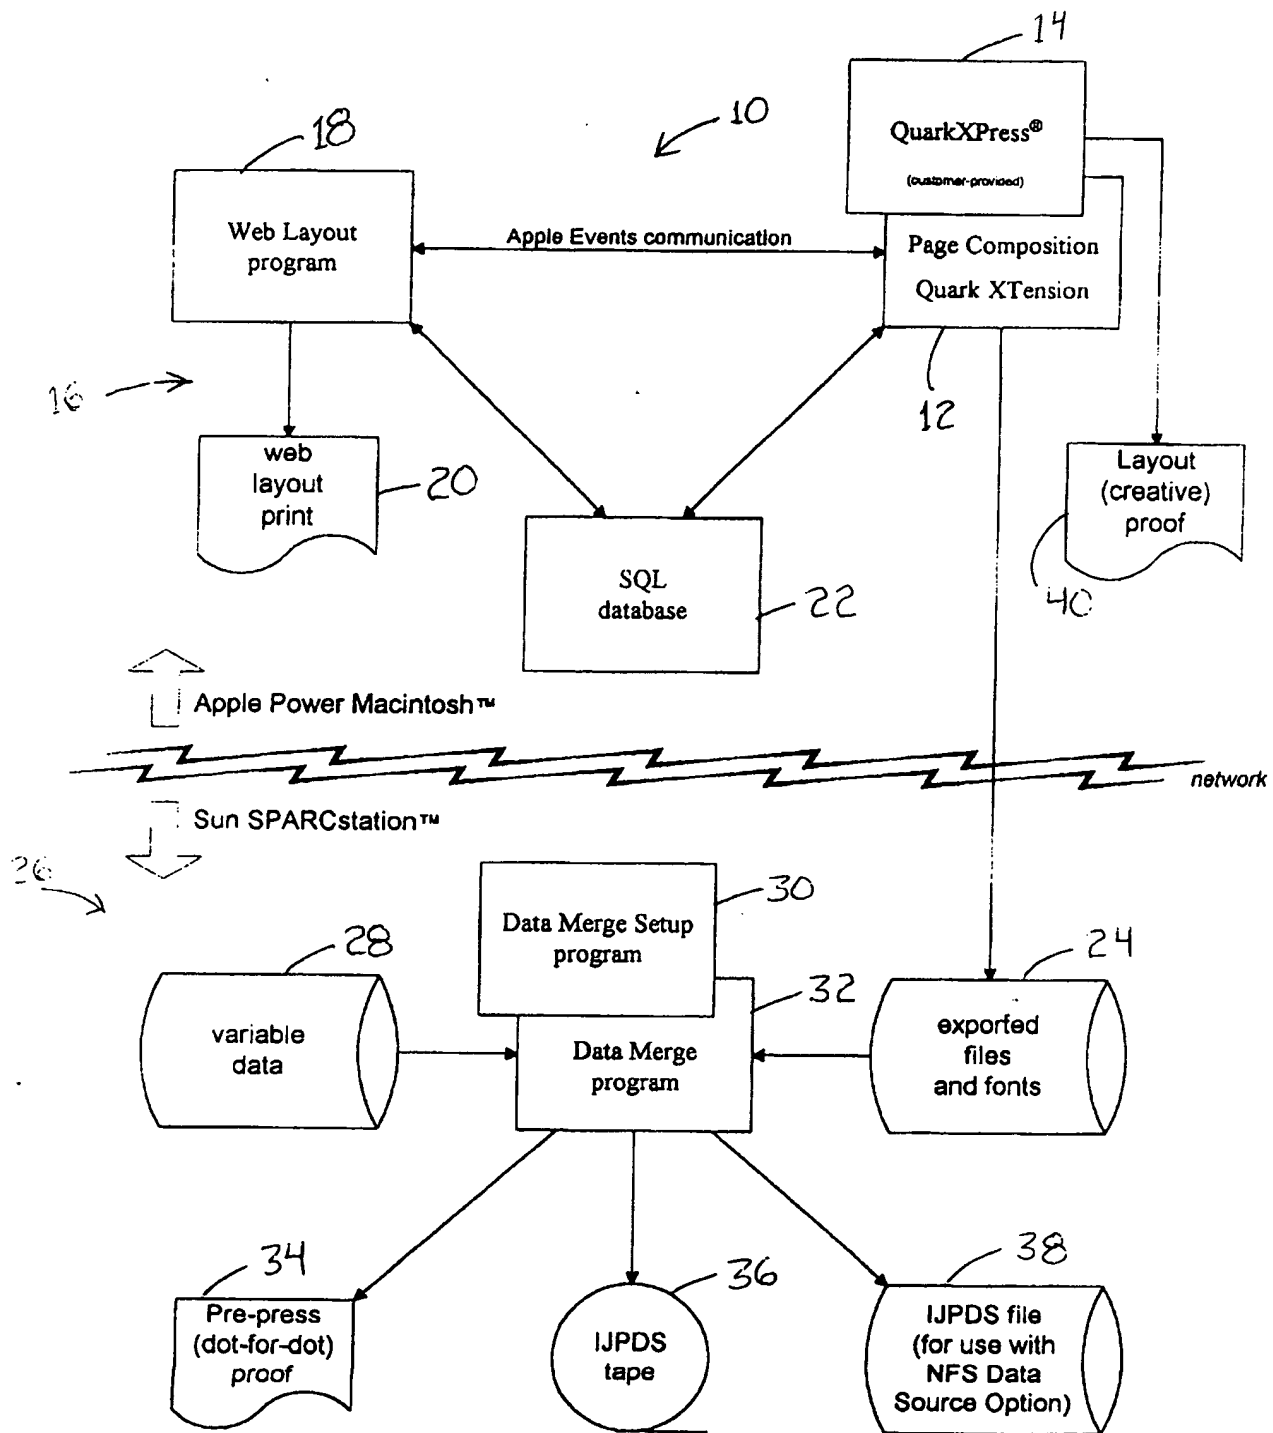 14
10
18
QuarkXPress®
(customer-provided)
Web Layout
program
Apple Events communication
Page Composition
Quark XTension
16
12
web
layout
print
20
Layout
(creative)
proof
SQL
database
22
40
Apple Power Macintosh™
network
Sun SPARCstation™
26
30
Data Merge Setup
program
28
24
32
variable
data
exported
files
and fonts
Data Merge
program
34
36
38
Pre-press
(dot-for-dot)
proof
IJPDS
tape
IJPDS file
(for use with
NFS Data
Source Option)